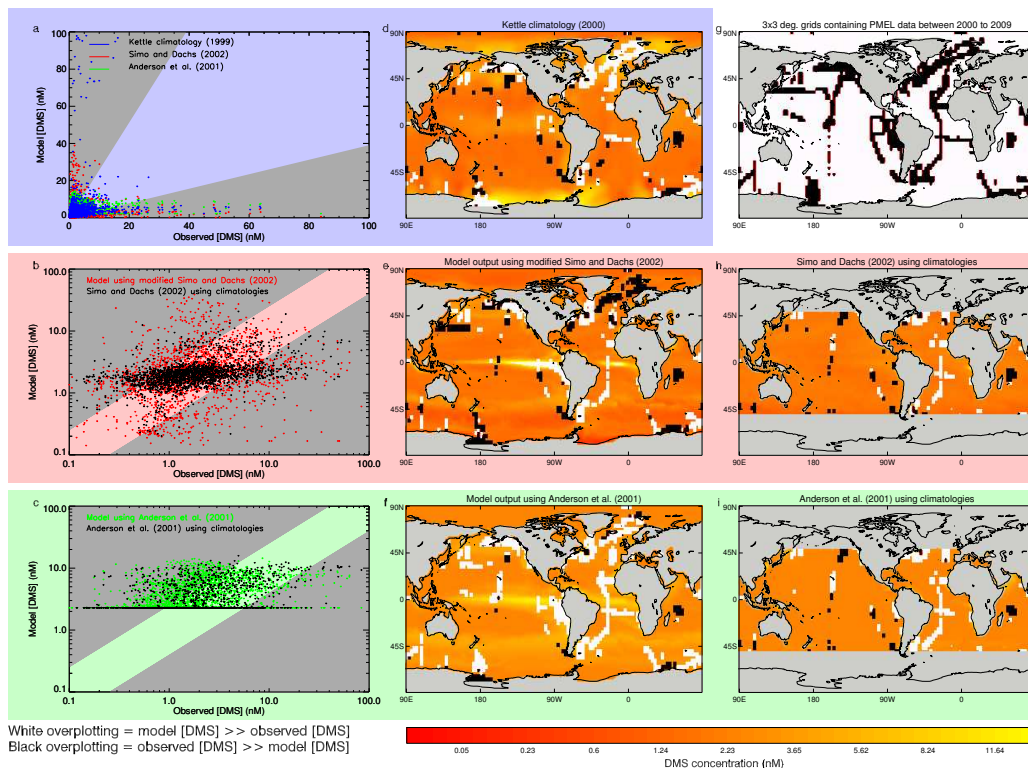 a
Kettle climatology (1999)
Simo and Dachs (2002)
Anderson et al. (2001)
100
80
60
40
20
0
Model [DMS] (nM)
0 20 40 60 80 100
Observed [DMS] (nM)
d
Kettle climatology (2000)
90N
45N
0
45S
90E 180 90W 0
g
3x3 deg. grids containing PMEL data between 2000 to 2009
90N
45N
0
45S
90E 180 90W 0
b
Model using modified Simo and Dachs (2002)
Simo and Dachs (2002) using climatologies
100.0
10.0
1.0
0.1
Model [DMS] (nM)
0.1 1.0 10.0 100.0
Observed [DMS] (nM)
e
Model output using modified Simo and Dachs (2002)
90N
45N
0
45S
90E 180 90W 0
h
Simo and Dachs (2002) using climatologies
90N
45N
0
45S
90E 180 90W 0
c
Model using Anderson et al. (2001)
Anderson et al. (2001) using climatologies
100.0
10.0
1.0
0.1
Model [DMS] (nM)
0.1 1.0 10.0 100.0
Observed [DMS] (nM)
f
Model output using Anderson et al. (2001)
90N
45N
0
45S
90E 180 90W 0
i
Anderson et al. (2001) using climatologies
90N
45N
0
45S
90E 180 90W 0
White overplotting = model [DMS] >> observed [DMS]
Black overplotting = observed [DMS] >> model [DMS]
0.05 0.23 0.6 1.24 2.23 3.65 5.62 8.24 11.64
DMS concentration (nM)